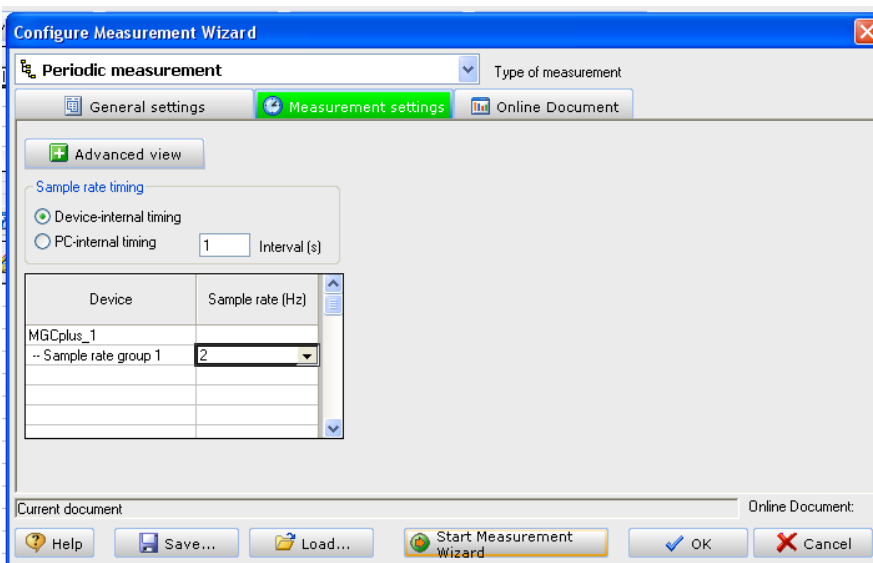 Configure Measurement Wizard
Periodic measurement
Type of measurement
General settings
Measurement settings
Online Document
Advanced view
Sample rate timing
Device-internal timing
PC-internal timing
1
Interval (s)
Device
Sample rate (Hz)
MGCplus_1
-- Sample rate group 1
2
Current document
Online Document:
Help
Save...
Load...
Start Measurement
Wizard
OK
Cancel